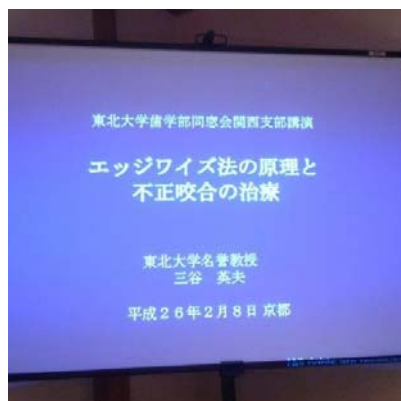 東北大学歯学部同窓会関西支部講演
エッジワイズ法の原理と
不正咬合の治療
東北大学名誉教授
三谷 英夫
平成26年2月8日 京都